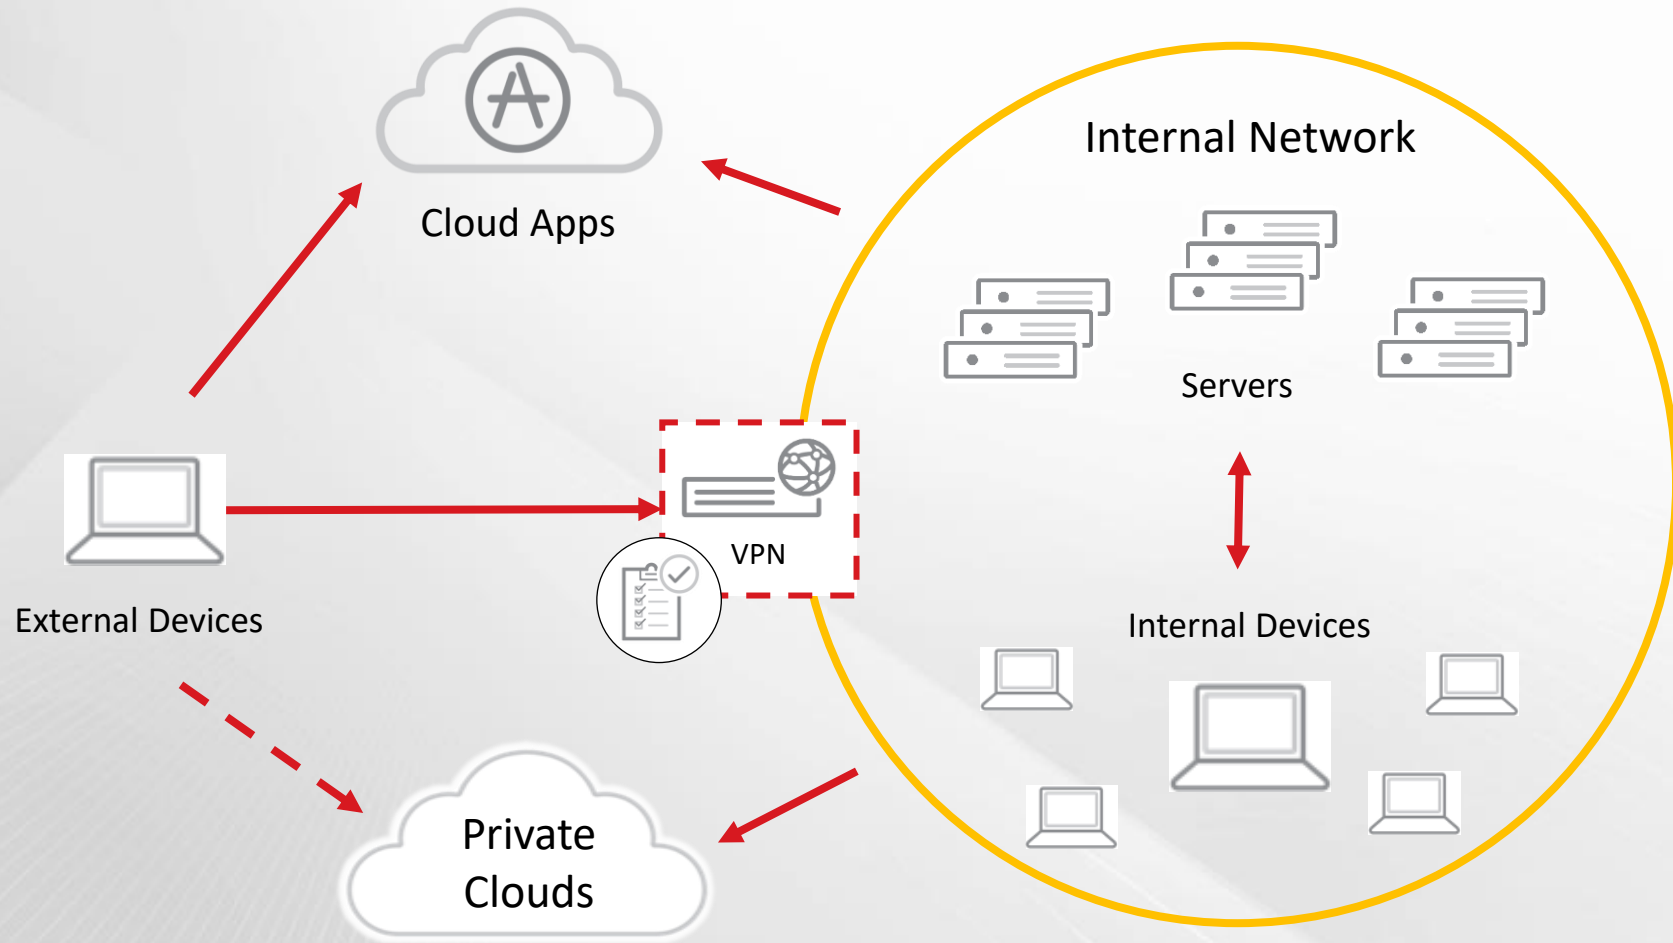 Internal Network
Cloud Apps
Servers
VPN
External Devices
Internal Devices
Private
Clouds